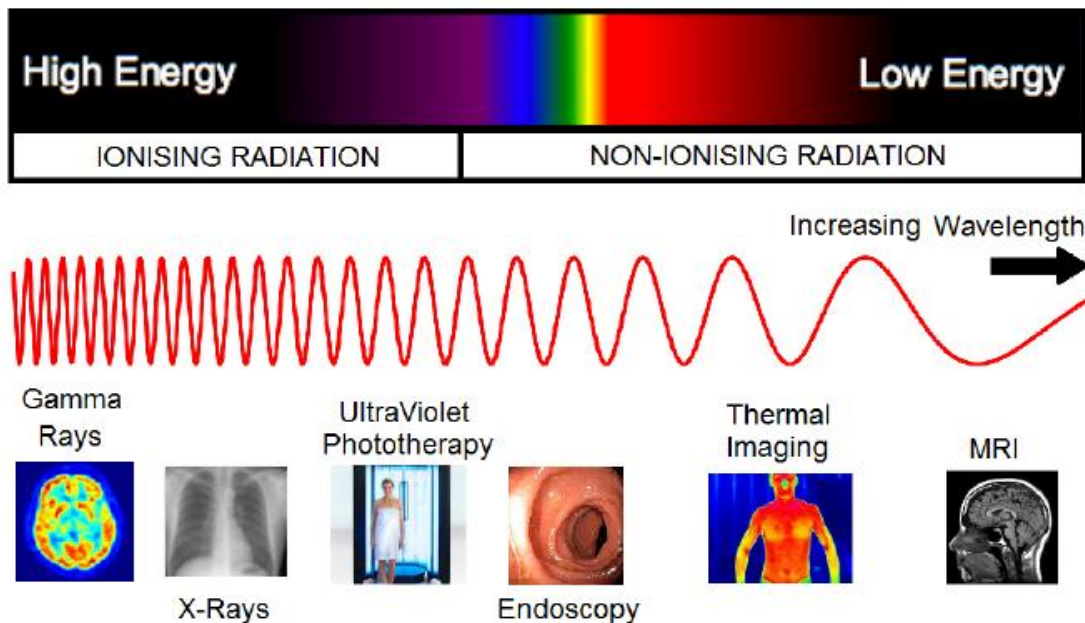 High Energy
Low Energy
IONISING RADIATION
NON-IONISING RADIATION
Increasing Wavelength
Gamma
Rays
UltraViolet
Phototherapy
Thermal
Imaging
MRI
X-Rays
Endoscopy